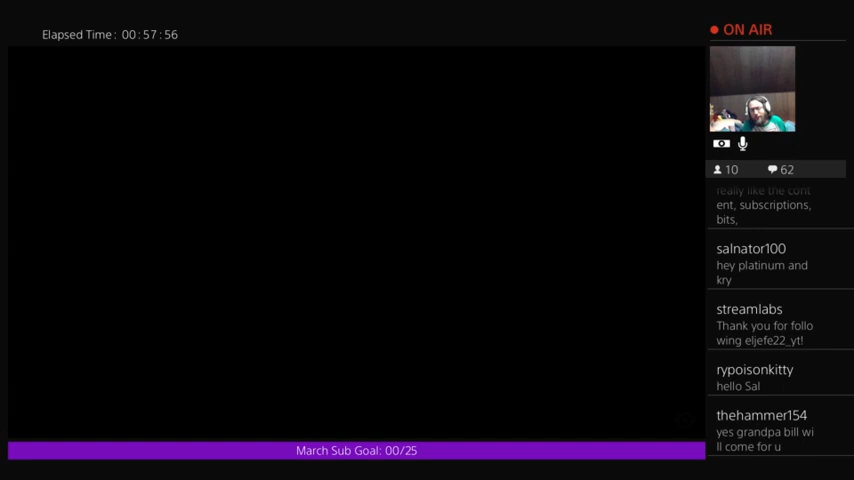 Elapsed Time: 00:57:56
ON AIR
10 62
really like the cont
ent, subscriptions,
bits,
salnator100
hey platinum and
kry
streamlabs
Thank you for follo
wing eljefe22_yt!
rypoisonkitty
hello Sal
thehammer154
yes grandpa bill wi
ll come for u
March Sub Goal: 00/25